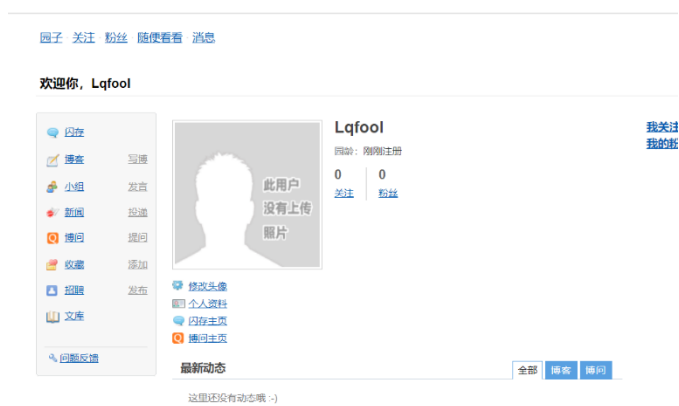 园子 关注 粉丝 随便看看 消息
欢迎你，Lqfool
闪存
博客 写博
小组 发言
新闻 投递
博问 提问
收藏 添加
招聘 发布
文库
问题反馈
此用户
没有上传
照片
Lqfool
园龄：刚刚注册
0 0
关注 粉丝
修改头像
个人资料
闪存主页
博问主页
最新动态
全部 博客 博问
这里还没有动态哦 :-)
我关注
我的粉